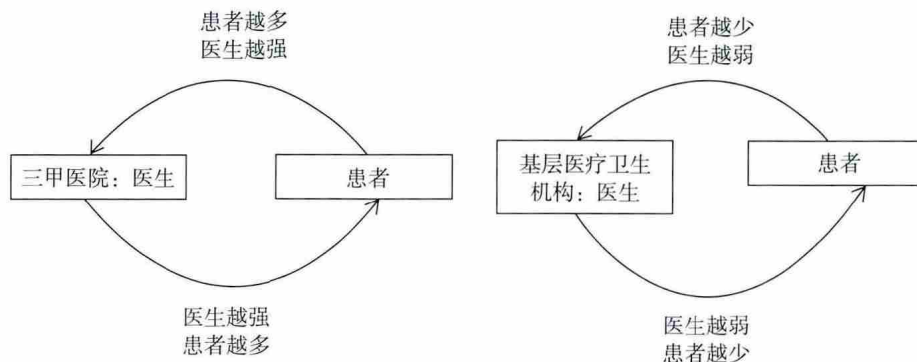 患者越多
医生越强
三甲医院：医生
患者
医生越强
患者越多
患者越少
医生越弱
基层医疗卫生
机构：医生
患者
医生越弱
患者越少